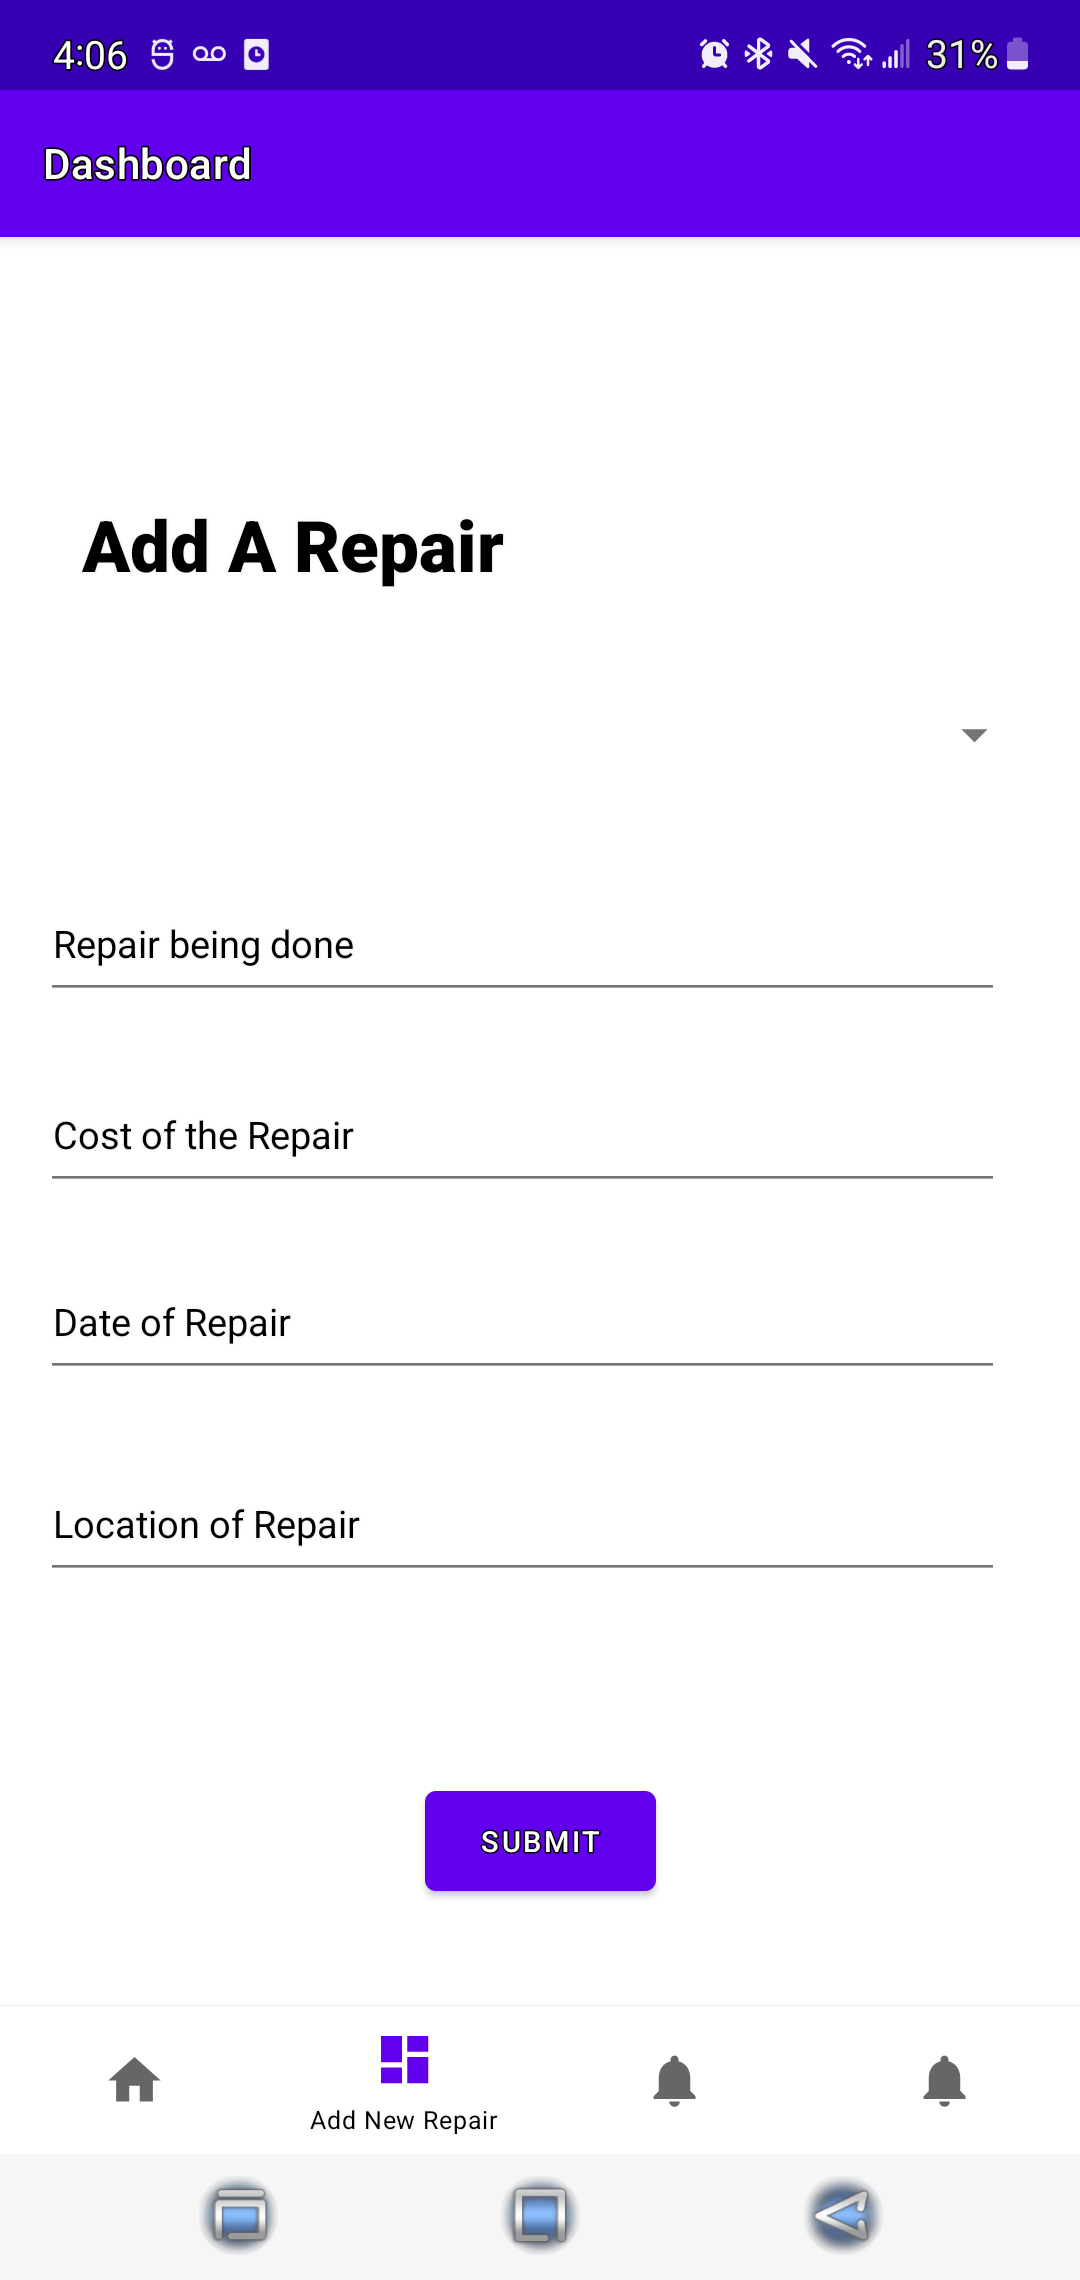 4:06 31%
Dashboard
Add A Repair
Repair being done
Cost of the Repair
Date of Repair
Location of Repair
SUBMIT
Add New Repair